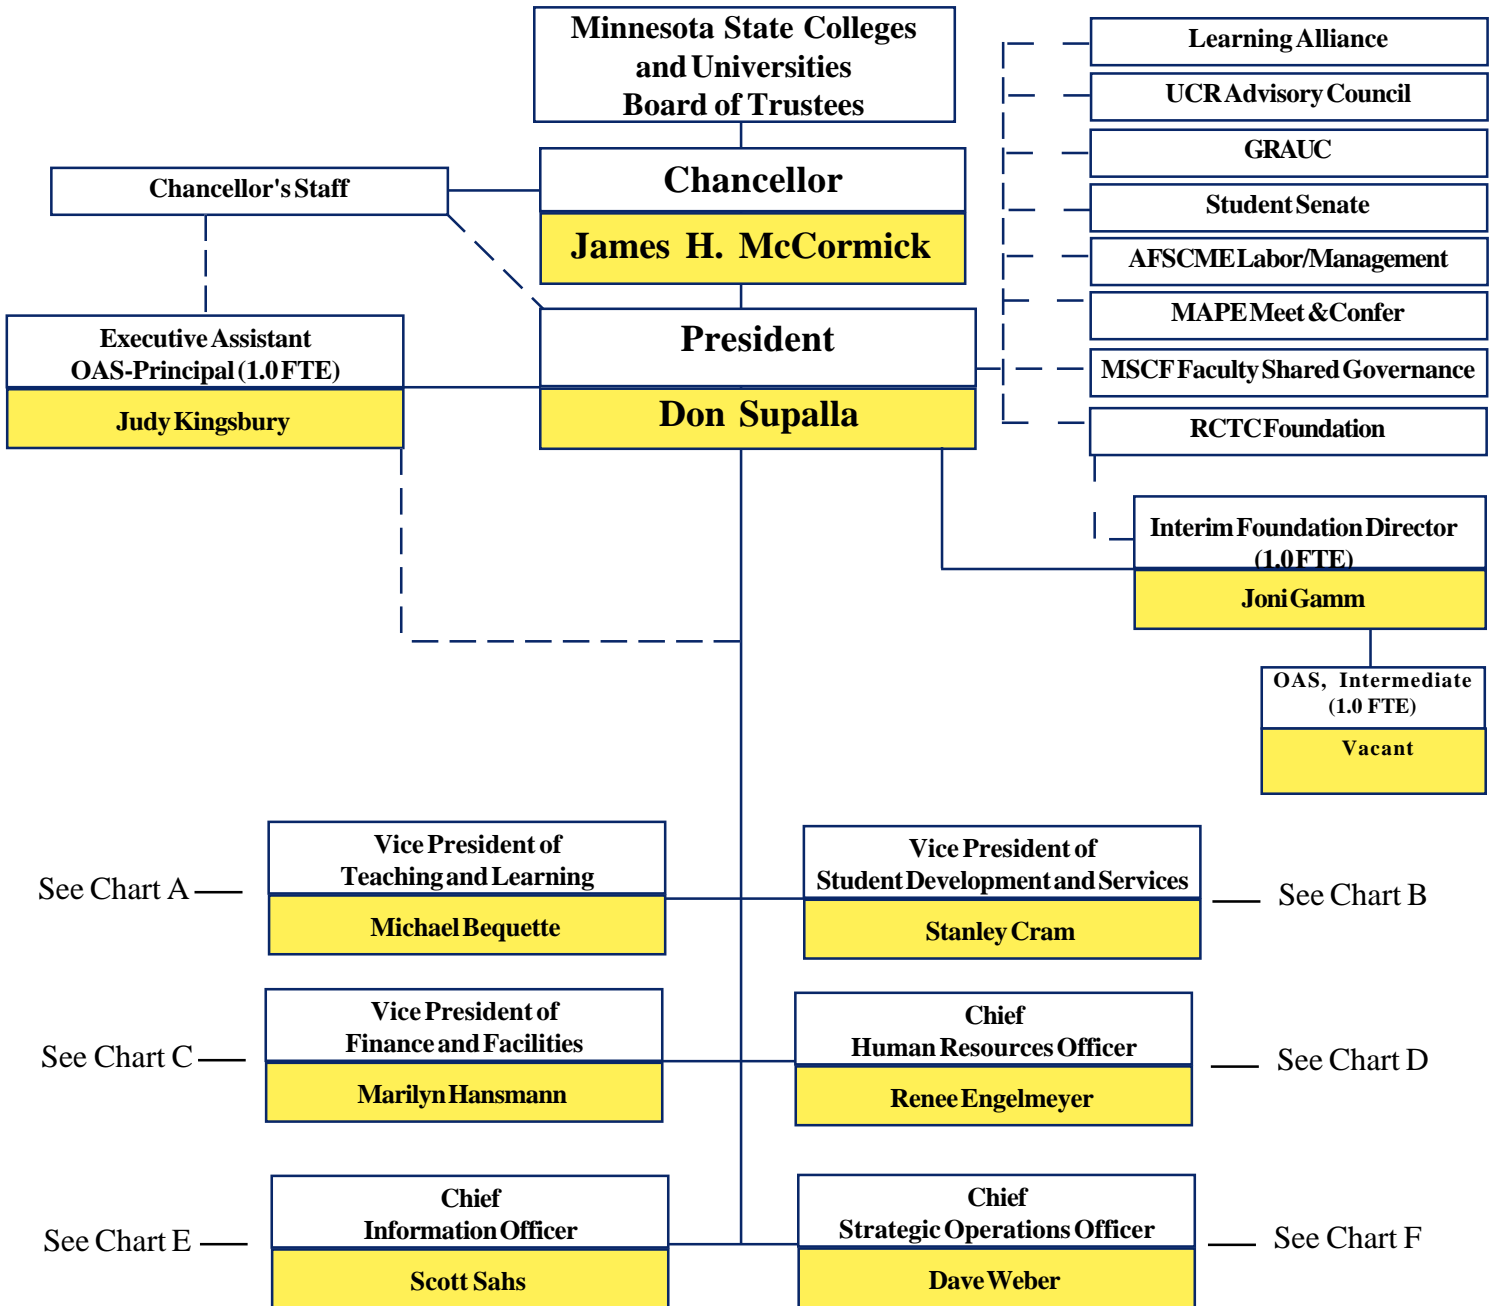 Minnesota State Colleges
and Universities
Board of Trustees
Learning Alliance
UCR Advisory Council
GRAUC
Student Senate
AFSCME Labor/Management
MAPE Meet & Confer
MSCF Faculty Shared Governance
RCTC Foundation
Chancellor's Staff
Chancellor
James H. McCormick
Executive Assistant
OAS-Principal (1.0 FTE)
Judy Kingsbury
President
Don Supalla
Interim Foundation Director
(1.0 FTE)
Joni Gamm
OAS, Intermediate
(1.0 FTE)
Vacant
See Chart A
Vice President of
Teaching and Learning
Michael Bequette
Vice President of
Student Development and Services
Stanley Cram
See Chart B
See Chart C
Vice President of
Finance and Facilities
Marilyn Hansmann
Chief
Human Resources Officer
Renee Engelmeyer
See Chart D
See Chart E
Chief
Information Officer
Scott Sahs
Chief
Strategic Operations Officer
Dave Weber
See Chart F